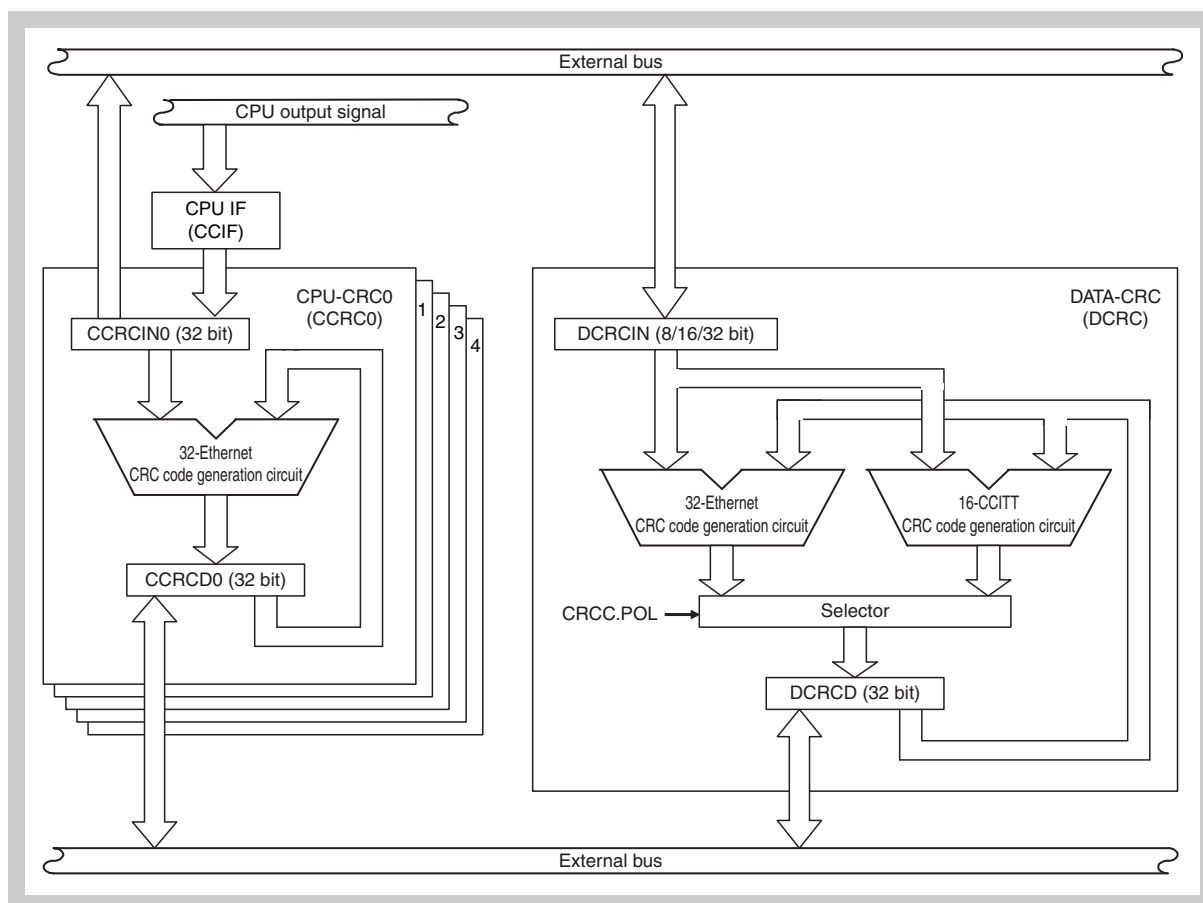 External bus
CPU output signal
CPU IF
(CCIF)
CPU-CRC0
(CCRC0)
1
2
3
4
CCRCIN0 (32 bit)
32-Ethernet
CRC code generation circuit
CCRCD0 (32 bit)
DATA-CRC
(DCRC)
DCRCIN (8/16/32 bit)
32-Ethernet
CRC code generation circuit
16-CCITT
CRC code generation circuit
CRCC.POL
Selector
DCRCD (32 bit)
External bus